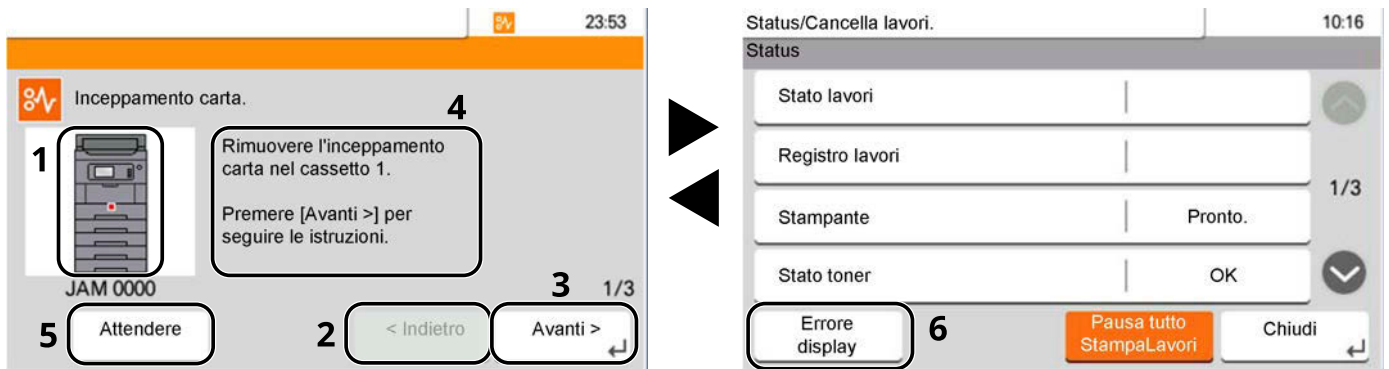 23:53
Inceppamento carta.
4
1
Rimuovere l'inceppamento
carta nel cassetto 1.
Premere [Avanti >] per
seguire le istruzioni.
JAM 0000
3
1/3
5
Attendere
2
< Indietro
Avanti >
Status/Cancella lavori.
10:16
Status
Stato lavori
Registro lavori
1/3
Stampante
Pronto.
Stato toner
OK
Errore
display
6
Pausa tutto
StampaLavori
Chiudi